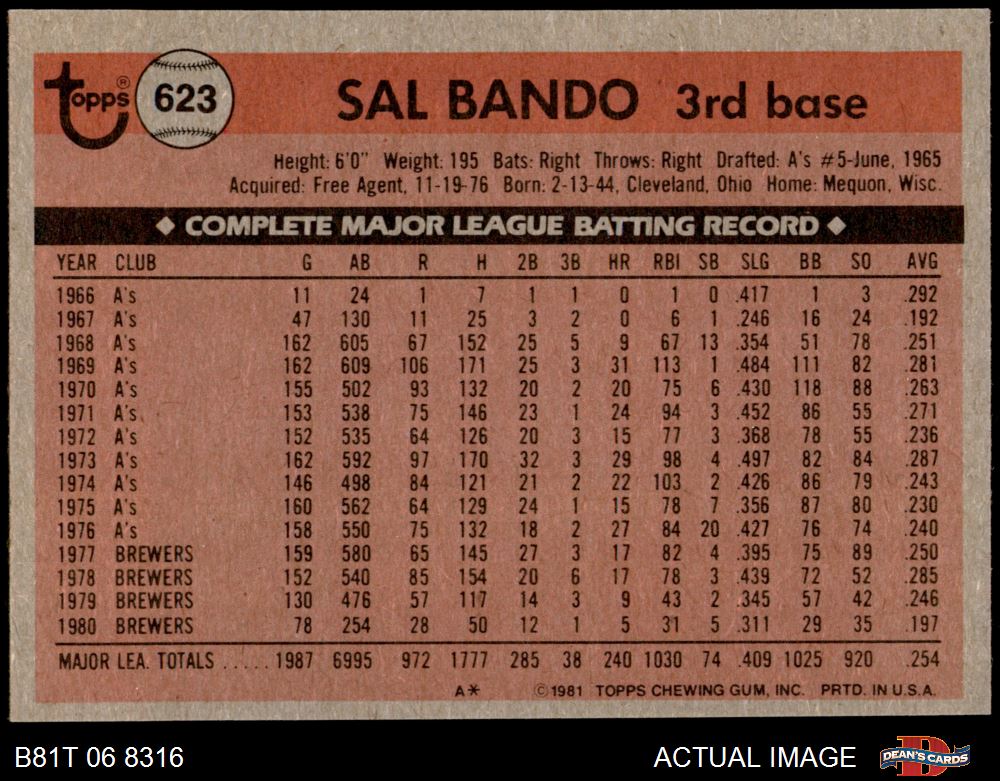 Topps® 623 SAL BANDO 3rd base
Height: 6'0" Weight: 195 Bats: Right Throws: Right Drafted: A's #5-June, 1965
Acquired: Free Agent, 11-19-76 Born: 2-13-44, Cleveland, Ohio Home: Mequon, Wisc.
◆ COMPLETE MAJOR LEAGUE BATTING RECORD ◆
YEAR CLUB G AB R H 2B 3B HR RBI SB SLG BB SO AVG
1966 A's 11 24 1 7 1 1 0 1 0 .417 1 3 .292
1967 A's 47 130 11 25 3 2 0 6 1 .246 16 24 .192
1968 A's 162 605 67 152 25 5 9 67 13 .354 51 78 .251
1969 A's 162 609 106 171 25 3 31 113 1 .484 111 82 .281
1970 A's 155 502 93 132 20 2 20 75 6 .430 118 88 .263
1971 A's 153 538 75 146 23 1 24 94 3 .452 86 55 .271
1972 A's 152 535 64 126 20 3 15 77 3 .368 78 55 .236
1973 A's 162 592 97 170 32 3 29 98 4 .497 82 84 .287
1974 A's 146 498 84 121 21 2 22 103 2 .426 86 79 .243
1975 A's 160 562 64 129 24 1 15 78 7 .356 87 80 .230
1976 A's 158 550 75 132 18 2 27 84 20 .427 76 74 .240
1977 BREWERS 159 580 65 145 27 3 17 82 4 .395 75 89 .250
1978 BREWERS 152 540 85 154 20 6 17 78 3 .439 72 52 .285
1979 BREWERS 130 476 57 117 14 3 9 43 2 .345 57 42 .246
1980 BREWERS 78 254 28 50 12 1 5 31 5 .311 29 35 .197
MAJOR LEA. TOTALS ..... 1987 6995 972 1777 285 38 240 1030 74 .409 1025 920 .254
A* ©1981 TOPPS CHEWING GUM, INC. PRTD. IN U.S.A.
B81T 06 8316 ACTUAL IMAGE DEAN'S CARDS